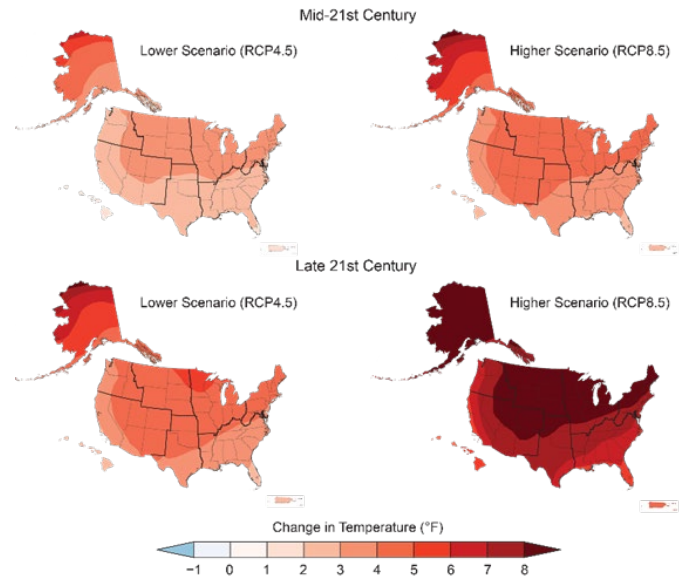 Mid-21st Century
Lower Scenario (RCP4.5)
Higher Scenario (RCP8.5)
Late 21st Century
Lower Scenario (RCP4.5)
Higher Scenario (RCP8.5)
Change in Temperature (°F)
−1 0 1 2 3 4 5 6 7 8